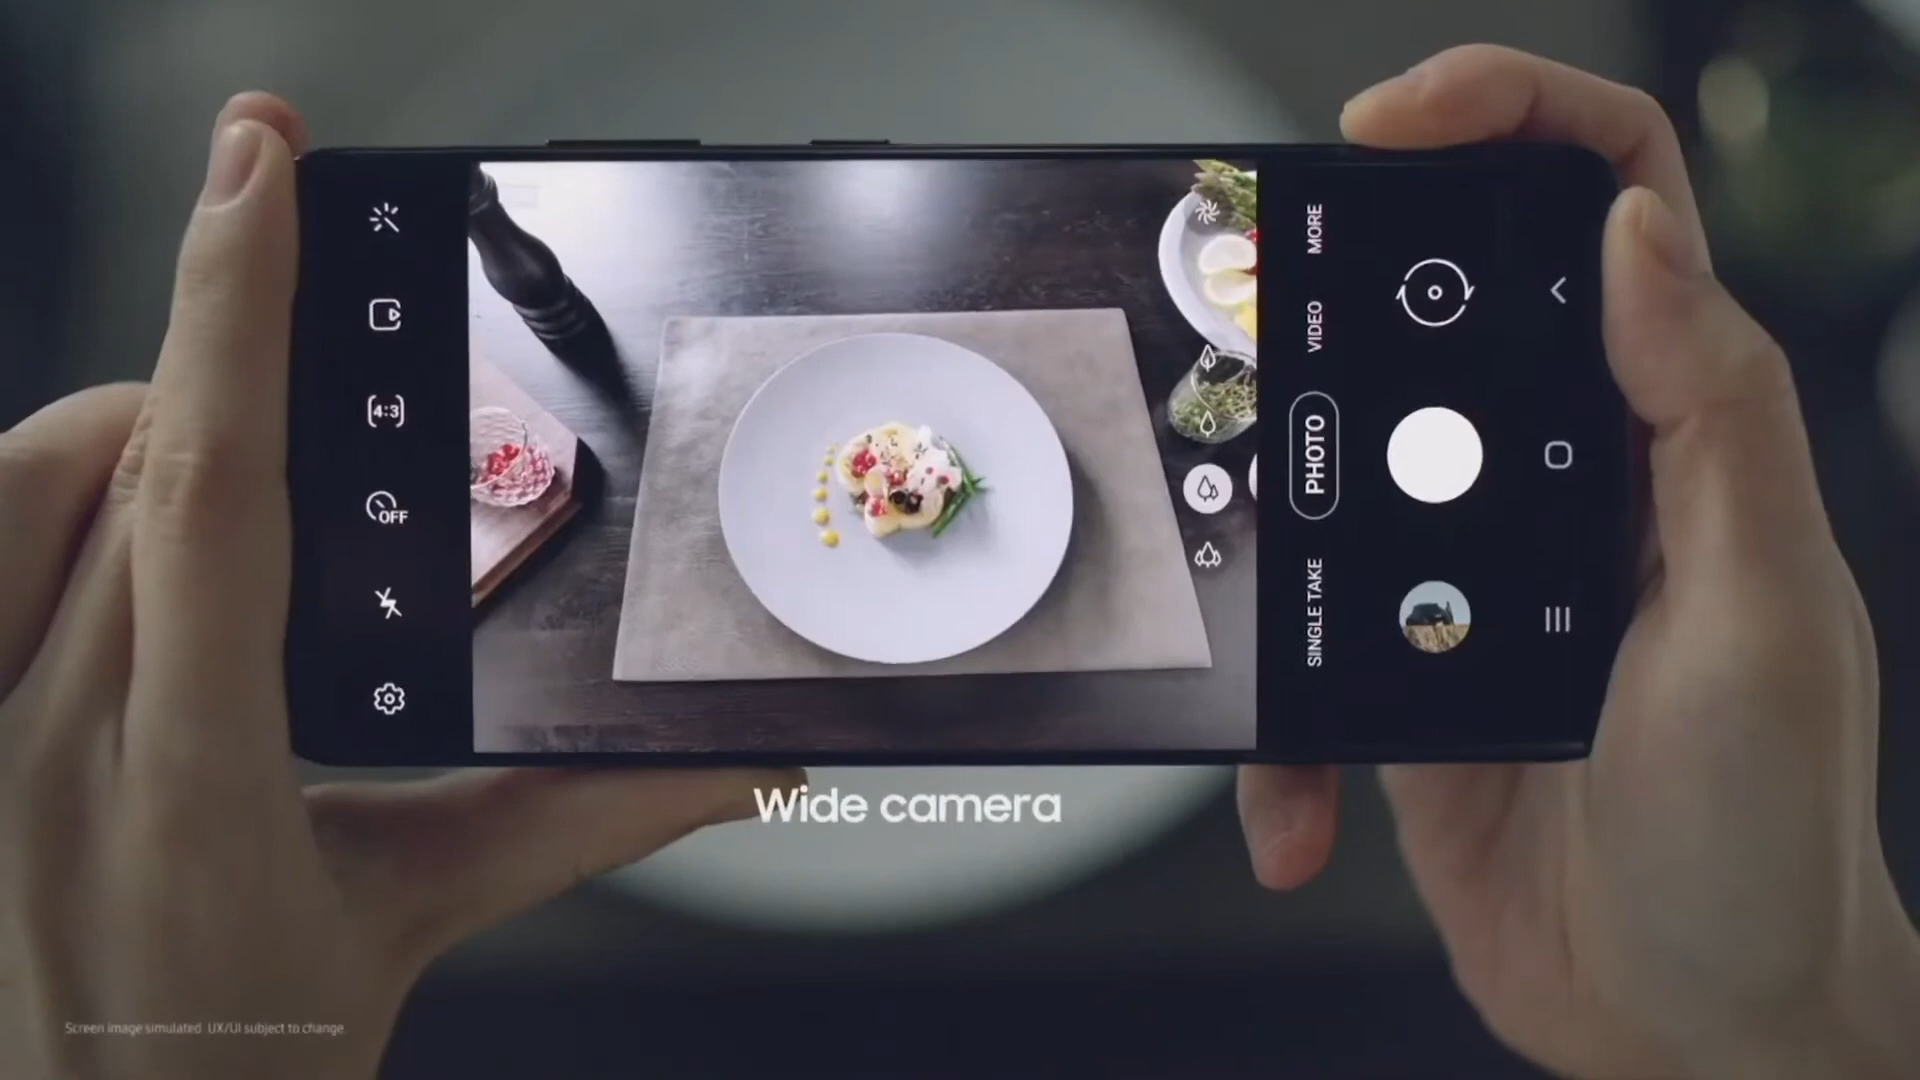 4:3
OFF
MORE
VIDEO
PHOTO
SINGLE TAKE
Wide camera
Screen image simulated. UX/UI subject to change.